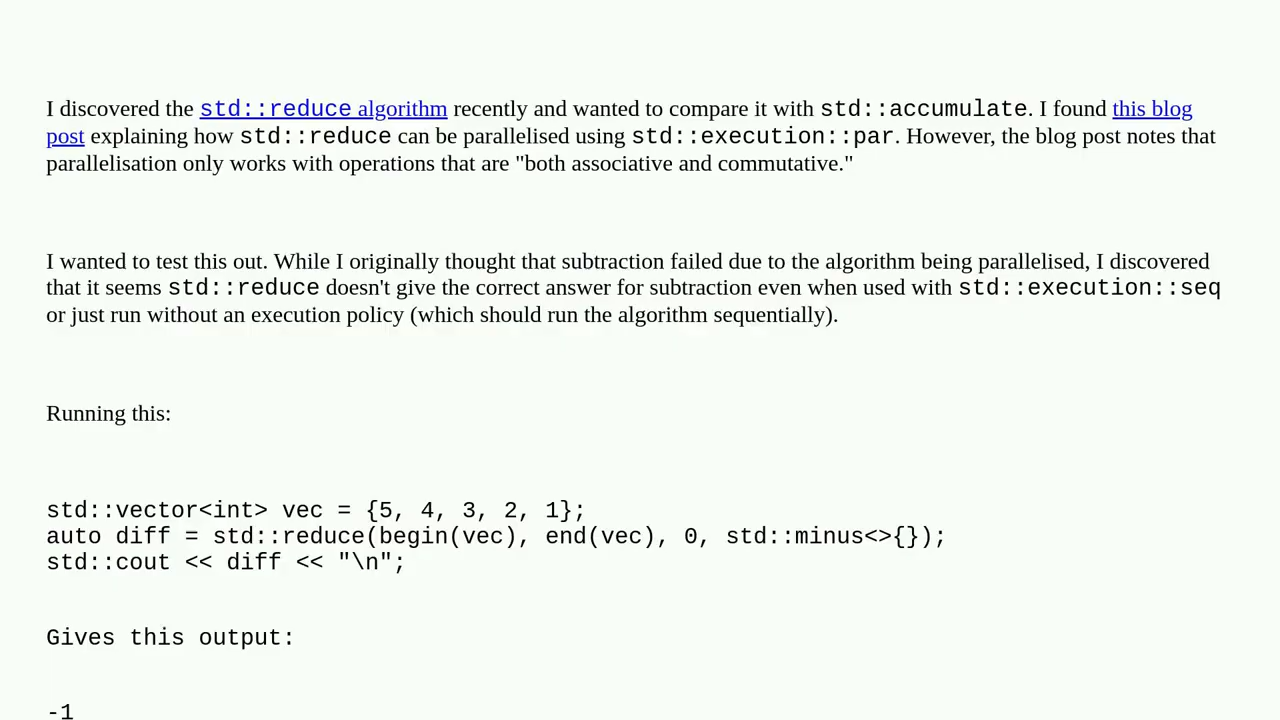 I discovered the std::reduce algorithm recently and wanted to compare it with std::accumulate. I found this blog
post explaining how std::reduce can be parallelised using std::execution::par. However, the blog post notes that
parallelisation only works with operations that are "both associative and commutative."
I wanted to test this out. While I originally thought that subtraction failed due to the algorithm being parallelised, I discovered
that it seems std::reduce doesn't give the correct answer for subtraction even when used with std::execution::seq
or just run without an execution policy (which should run the algorithm sequentially).
Running this:
std::vector<int> vec = {5, 4, 3, 2, 1};
auto diff = std::reduce(begin(vec), end(vec), 0, std::minus<>{});
std::cout << diff << "\n";
Gives this output:
-1